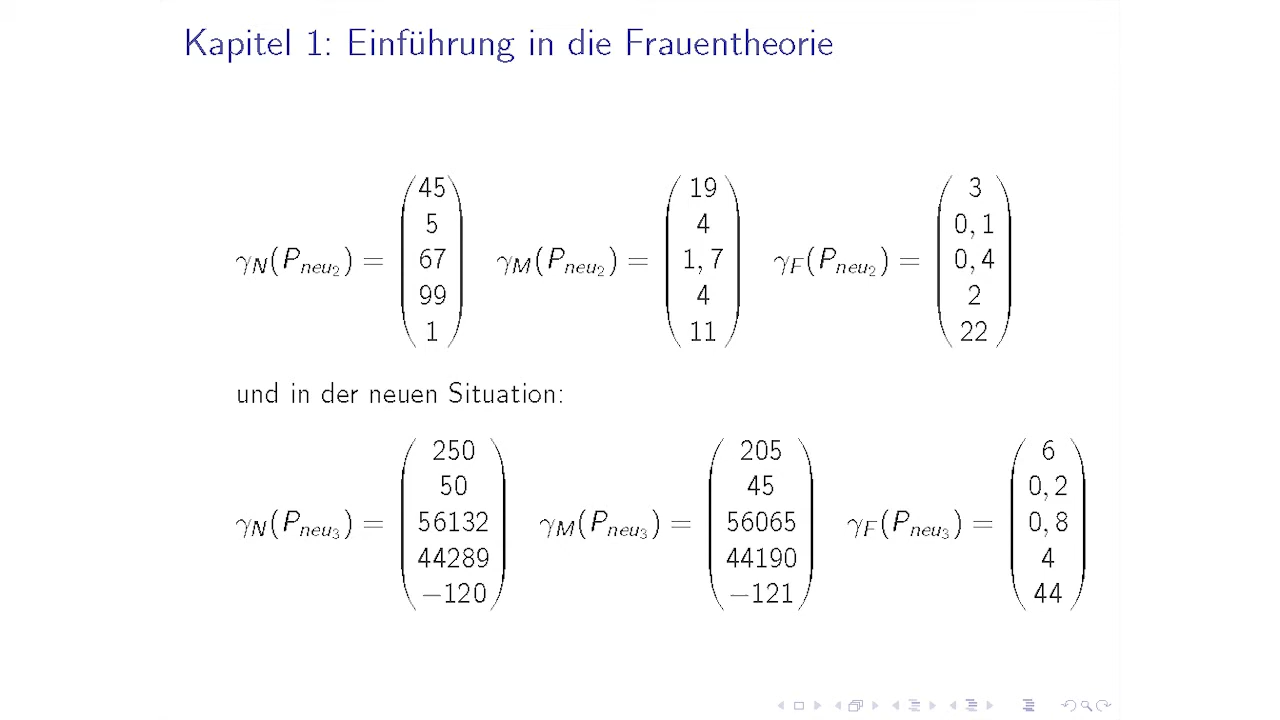 Kapitel 1: Einführung in die Frauentheorie
γN(Pneu2) = (45 5 67 99 1) γM(Pneu2) = (19 4 1,7 4 11) γF(Pneu2) = (3 0,1 0,4 2 22)
und in der neuen Situation:
γN(Pneu3) = (250 50 56132 44289 −120) γM(Pneu3) = (205 45 56065 44190 −121) γF(Pneu3) = (6 0,2 0,8 4 44)